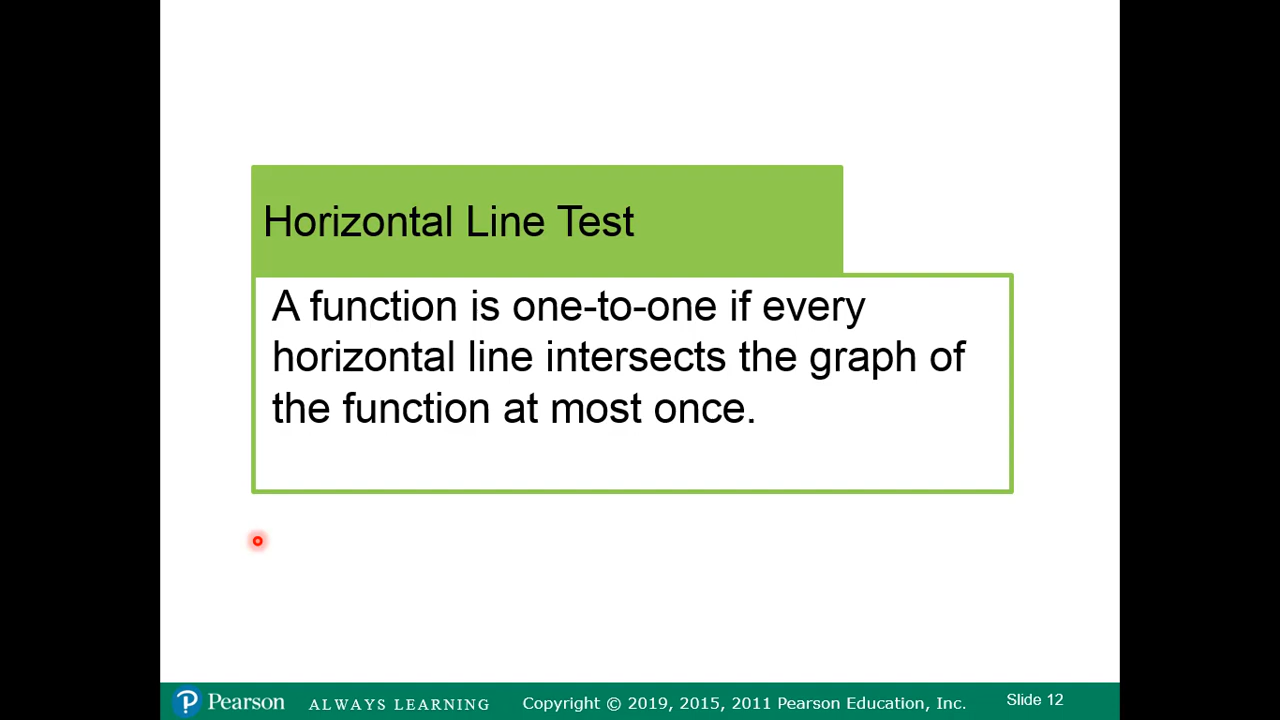 Horizontal Line Test
A function is one-to-one if every
horizontal line intersects the graph of
the function at most once.
Pearson ALWAYS LEARNING Copyright © 2019, 2015, 2011 Pearson Education, Inc. Slide 12